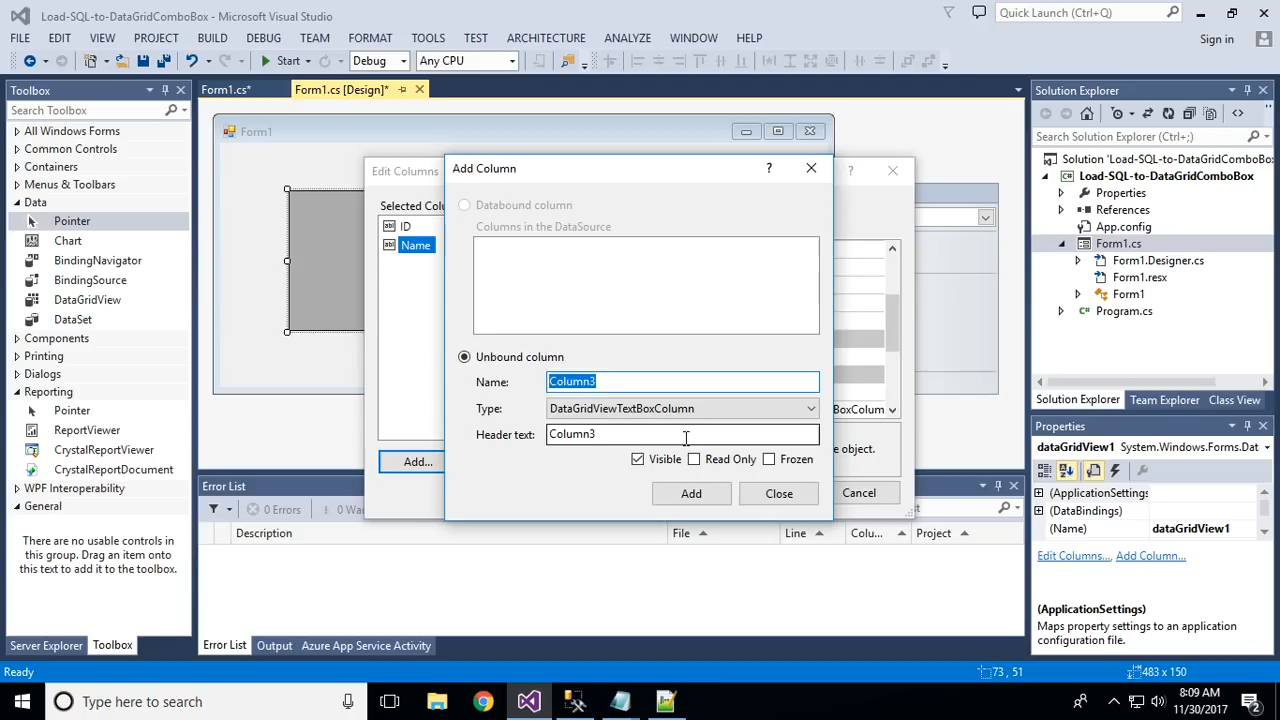 Load-SQL-to-DataGridComboBox - Microsoft Visual Studio
Quick Launch (Ctrl+Q)
FILE EDIT VIEW PROJECT BUILD DEBUG TEAM FORMAT TOOLS TEST ARCHITECTURE ANALYZE WINDOW HELP
Sign in
Start Debug Any CPU
Toolbox
Search Toolbox
All Windows Forms
Common Controls
Containers
Menus & Toolbars
Data
Pointer
Chart
BindingNavigator
BindingSource
DataGridView
DataSet
Components
Printing
Dialogs
Reporting
Pointer
ReportViewer
CrystalReportViewer
CrystalReportDocument
WPF Interoperability
General
There are no usable controls in
this group. Drag an item onto
this text to add it to the toolbox.
Server Explorer Toolbox
Form1.cs* Form1.cs [Design]*
Form1
Edit Columns
Selected Colu
ID
Name
Add...
BoxColum
e object.
Cancel
Add Column
Databound column
Columns in the DataSource
Unbound column
Name: Column3
Type: DataGridViewTextBoxColumn
Header text: Column3
Visible Read Only Frozen
Add Close
Error List
0 Errors 0 Wa
Description File Line Colu... Project
Error List Output Azure App Service Activity
Solution Explorer
Search Solution Explorer (Ctrl+;)
Solution 'Load-SQL-to-DataGridComboBox
Load-SQL-to-DataGridComboBox
Properties
References
App.config
Form1.cs
Form1.Designer.cs
Form1.resx
Form1
Program.cs
Solution Explorer Team Explorer Class View
Properties
dataGridView1 System.Windows.Forms.Dat
(ApplicationSettings
(DataBindings)
(Name) dataGridView1
Edit Columns..., Add Column...
(ApplicationSettings)
Maps property settings to an application
configuration file.
Ready
73 , 51
483 x 150
Type here to search
8:09 AM
11/30/2017
2